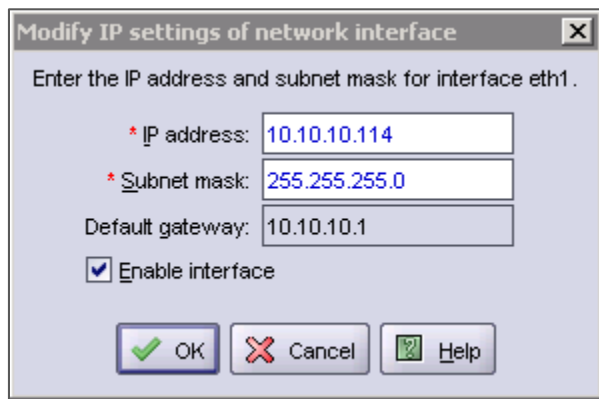 Modify IP settings of network interface
Enter the IP address and subnet mask for interface eth1.
* IP address: 10.10.10.114
* Subnet mask: 255.255.255.0
Default gateway: 10.10.10.1
Enable interface
OK Cancel Help